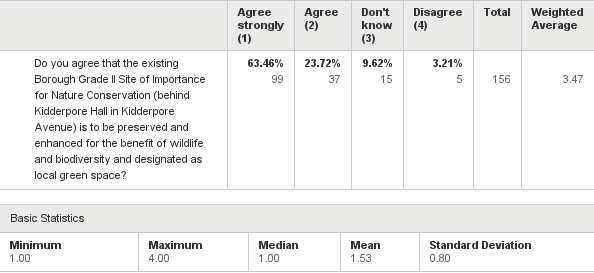 Agree strongly (1) Agree (2) Don't know (3) Disagree (4) Total Weighted Average
Do you agree that the existing 63.46% 23.72% 9.62% 3.21%
Borough Grade II Site of Importance 99 37 15 5 156 3.47
for Nature Conservation (behind
Kidderpore Hall in Kidderpore
Avenue) is to be preserved and
enhanced for the benefit of wildlife
and biodiversity and designated as
local green space?
Basic Statistics
Minimum Maximum Median Mean Standard Deviation
1.00 4.00 1.00 1.53 0.80